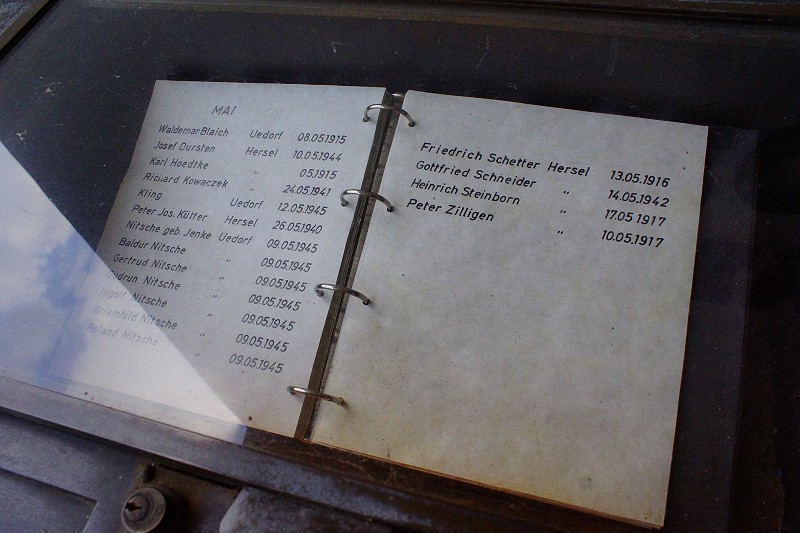 MAI
Waldemar Blaich Uedorf 08.05.1915
Josef Dursten Hersel 10.05.1944
Karl Hoedtke " 05.1915
Richard Kowaczek " 24.05.1941
Kling Uedorf 12.05.1945
Peter Jos. Kütter Hersel 26.05.1940
Nitsche geb. Jenke Uedorf 09.05.1945
Baldur Nitsche " 09.05.1945
Gertrud Nitsche " 09.05.1945
Gudrun Nitsche " 09.05.1945
Ingolf Nitsche " 09.05.1945
Kriemhild Nitsche " 09.05.1945
Roland Nitsche " 09.05.1945
Friedrich Schetter Hersel 13.05.1916
Gottfried Schneider " 14.05.1942
Heinrich Steinborn " 17.05.1917
Peter Zilligen " 10.05.1917